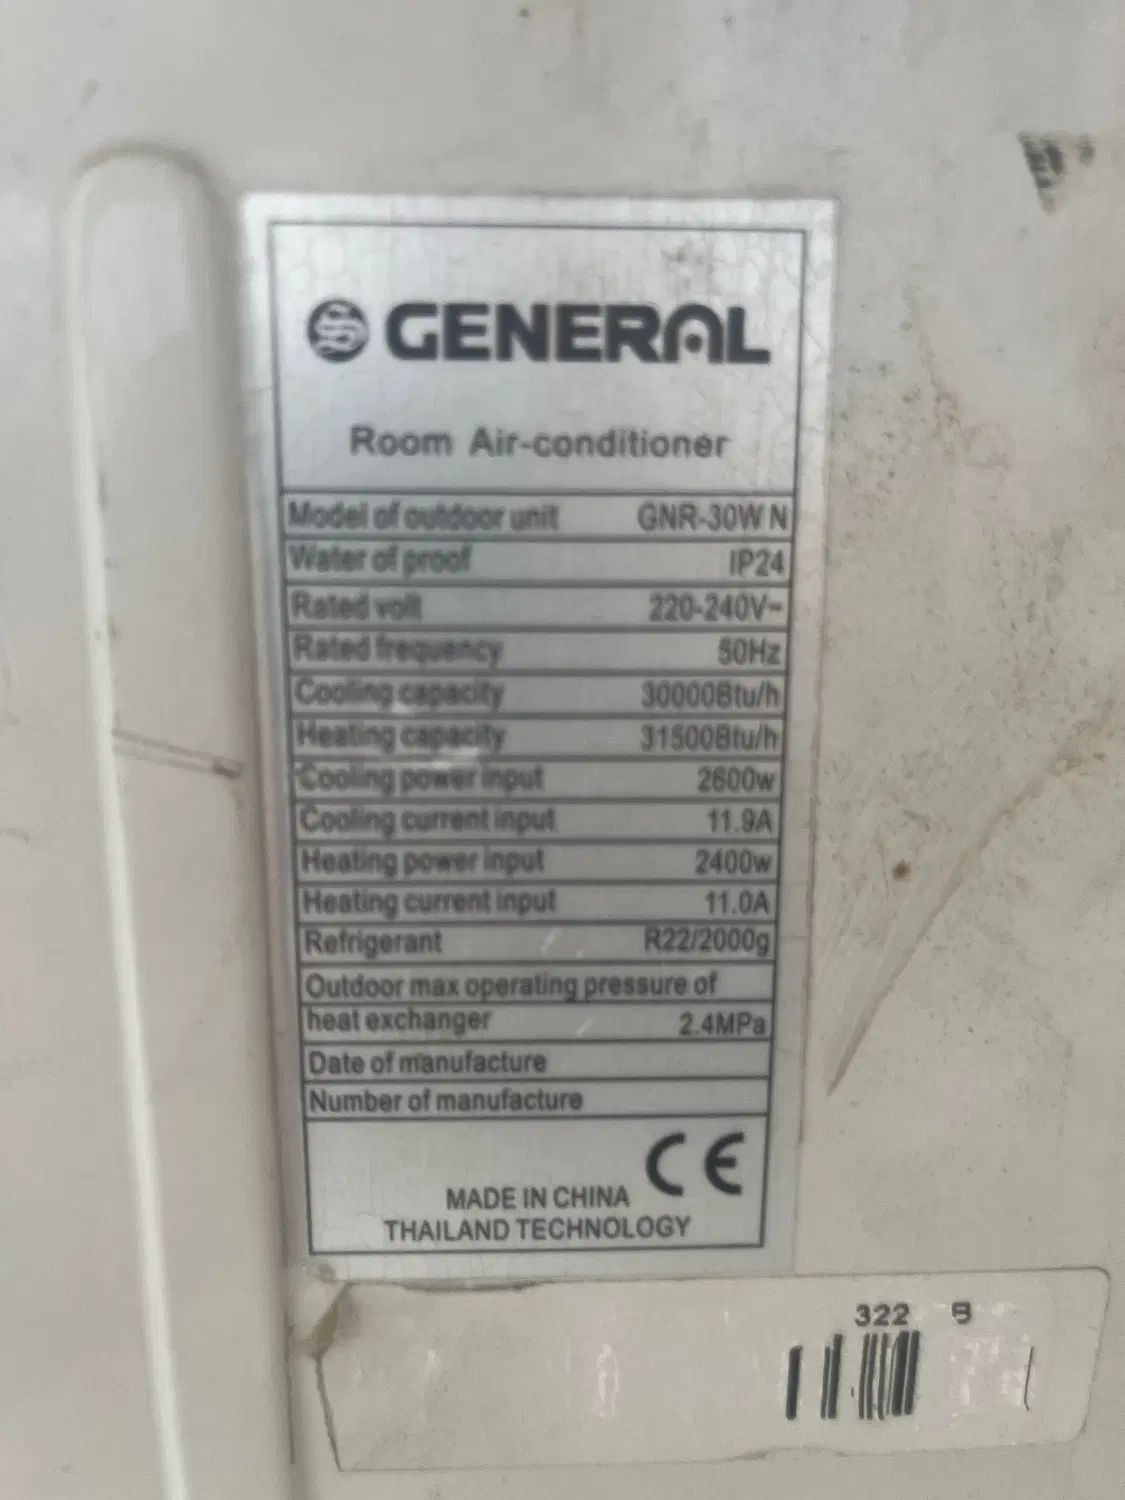 GENERAL
Room Air-conditioner
Model of outdoor unit GNR-30W N
Water of proof IP24
Rated volt 220-240V~
Rated frequency 50Hz
Cooling capacity 30000Btu/h
Heating capacity 31500Btu/h
Cooling power input 2600w
Cooling current input 11.9A
Heating power input 2400w
Heating current input 11.0A
Refrigerant R22/2000g
Outdoor max operating pressure of
heat exchanger 2.4MPa
Date of manufacture
Number of manufacture
CE
MADE IN CHINA
THAILAND TECHNOLOGY
322 B